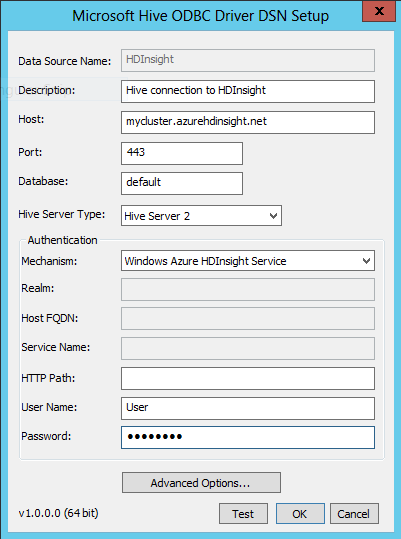 Microsoft Hive ODBC Driver DSN Setup
x
Data Source Name: HDInsight
Description: Hive connection to HDInsight
Host: mycluster.azurehdinsight.net
Port: 443
Database: default
Hive Server Type: Hive Server 2
Authentication
Mechanism: Windows Azure HDInsight Service
Realm:
Host FQDN:
Service Name:
HTTP Path:
User Name: User
Password: ●●●●●●●●
Advanced Options...
v1.0.0.0 (64 bit) Test OK Cancel